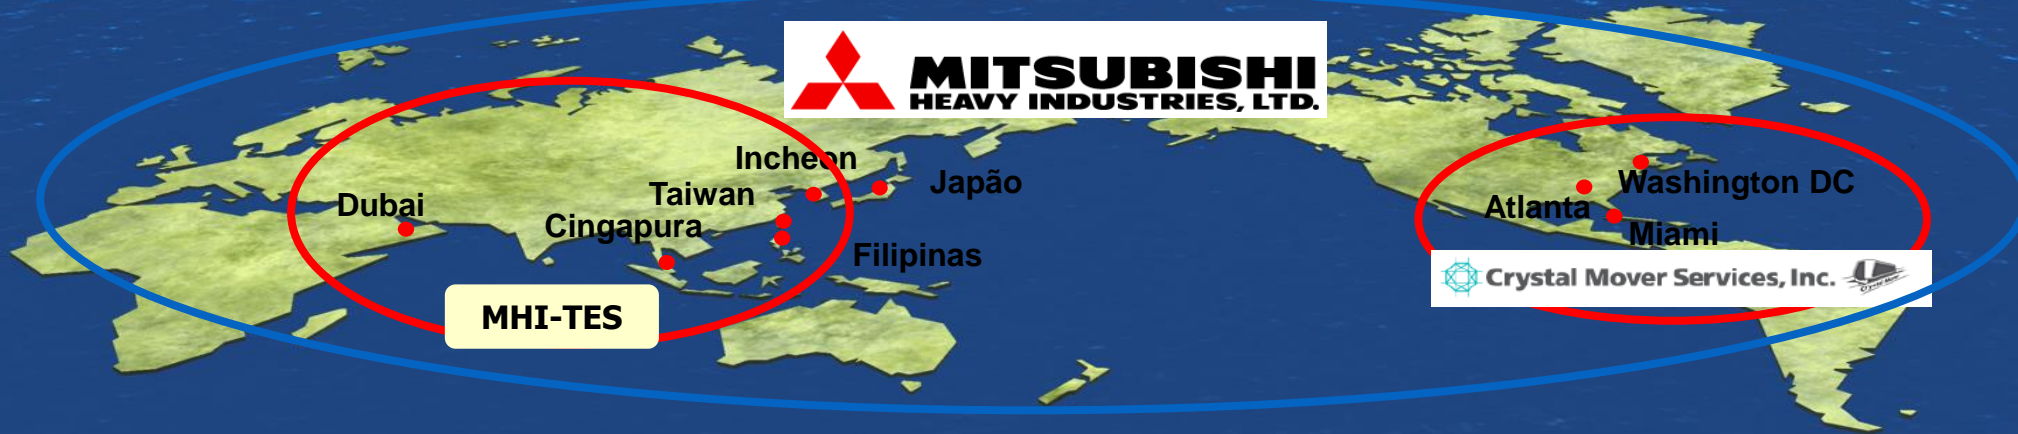 MITSUBISHI
HEAVY INDUSTRIES, LTD.
Incheon
Japão
Taiwan
Dubai
Cingapura
Filipinas
Washington DC
Atlanta
Miami
Crystal Mover Services, Inc.
MHI-TES